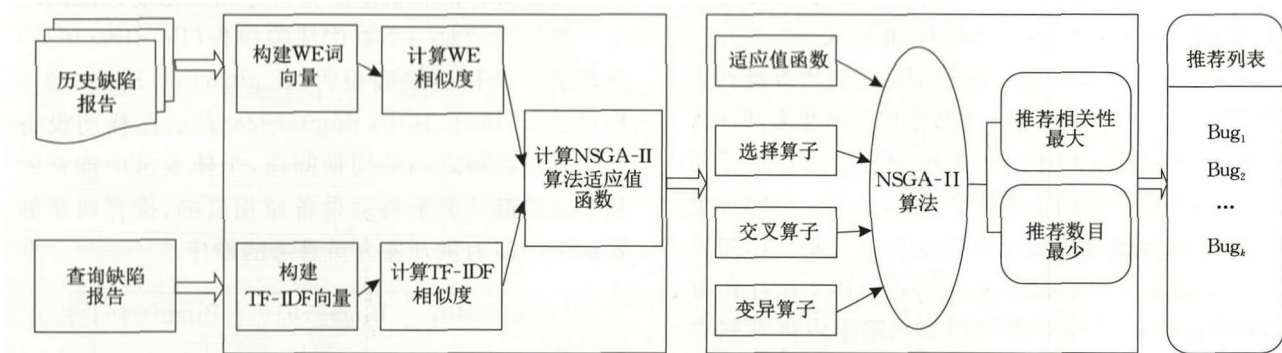 历史缺陷
报告
查询缺陷
报告
构建WE词
向量
计算WE
相似度
构建
TF-IDF向量
计算TF-IDF
相似度
计算NSGA-II
算法适应值
函数
适应值函数
选择算子
交叉算子
变异算子
NSGA-II
算法
推荐相关性
最大
推荐数目
最少
推荐列表
Bug₁
Bug₂
...
Bugₖ